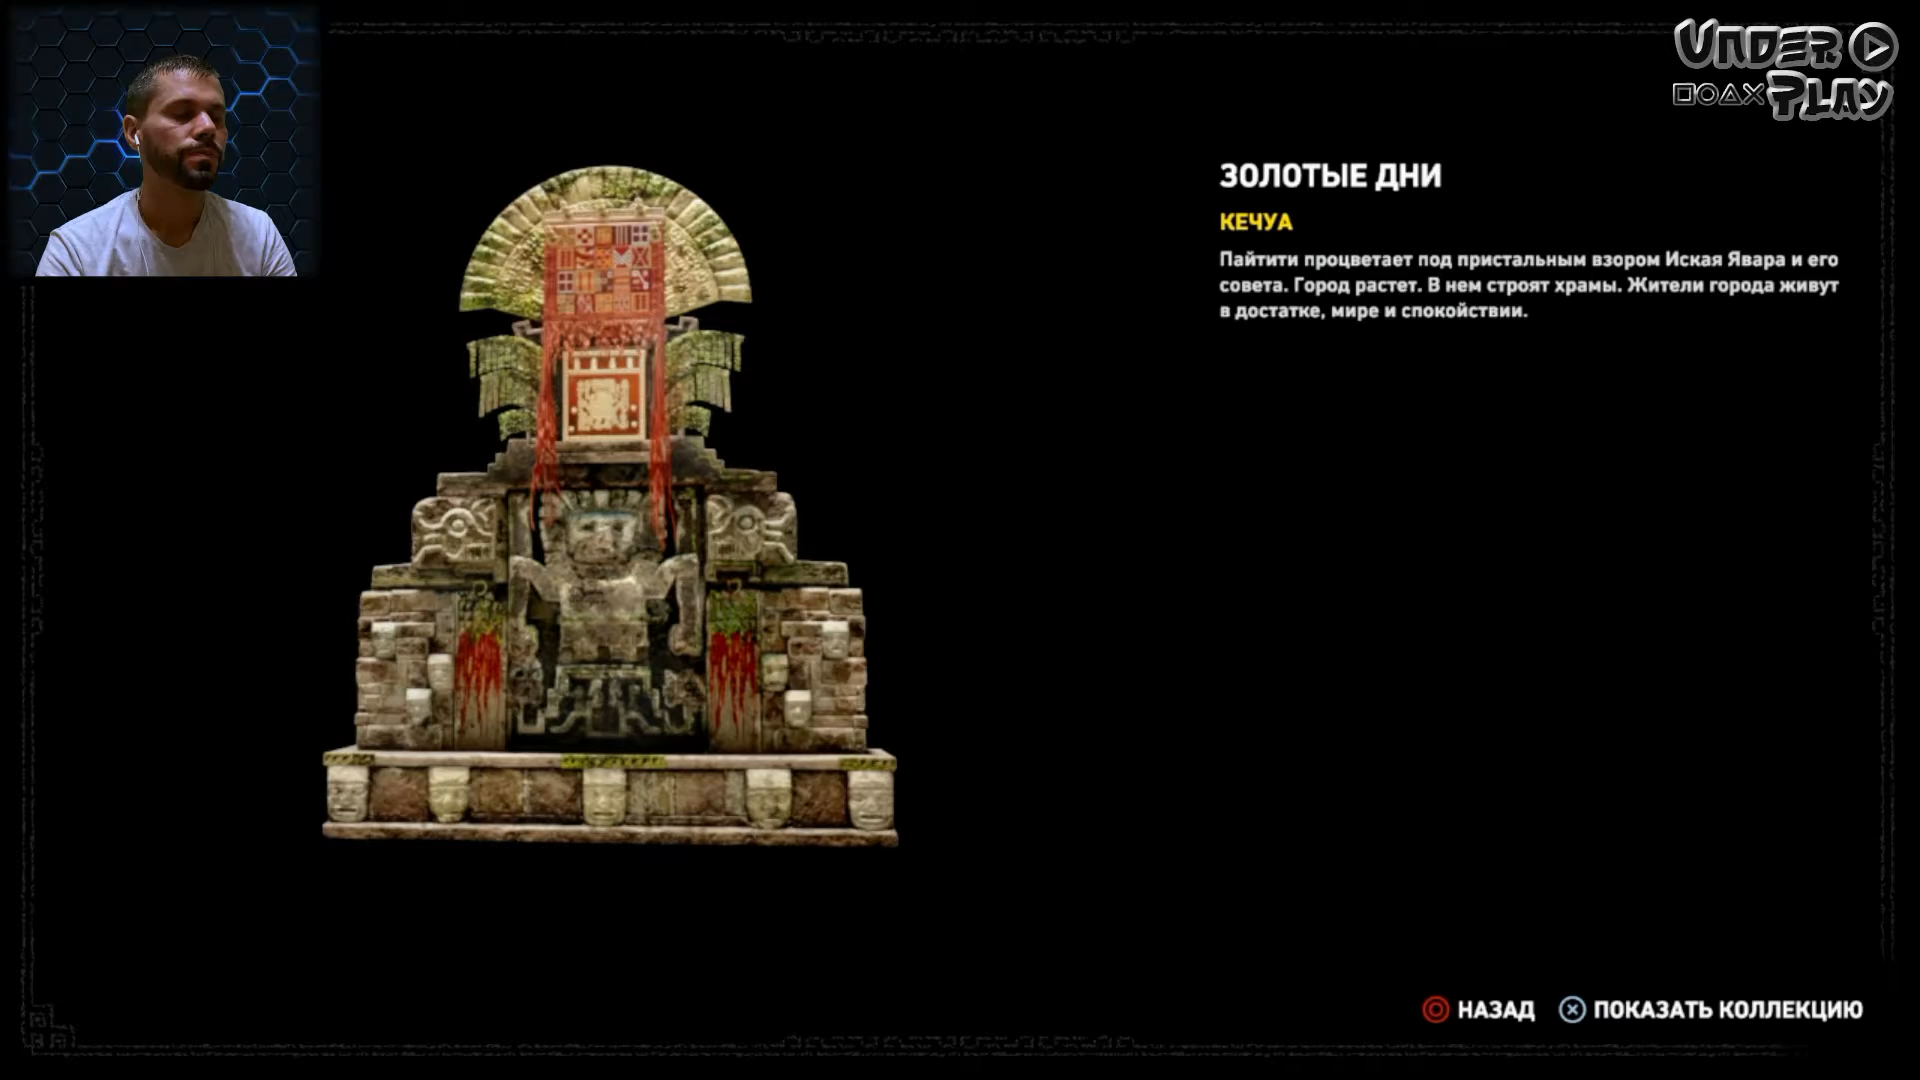 UNDER
PLAY
ЗОЛОТЫЕ ДНИ
КЕЧУА
Пайтити процветает под пристальным взором Иская Явара и его
совета. Город растет. В нем строят храмы. Жители города живут
в достатке, мире и спокойствии.
НАЗАД
ПОКАЗАТЬ КОЛЛЕКЦИЮ